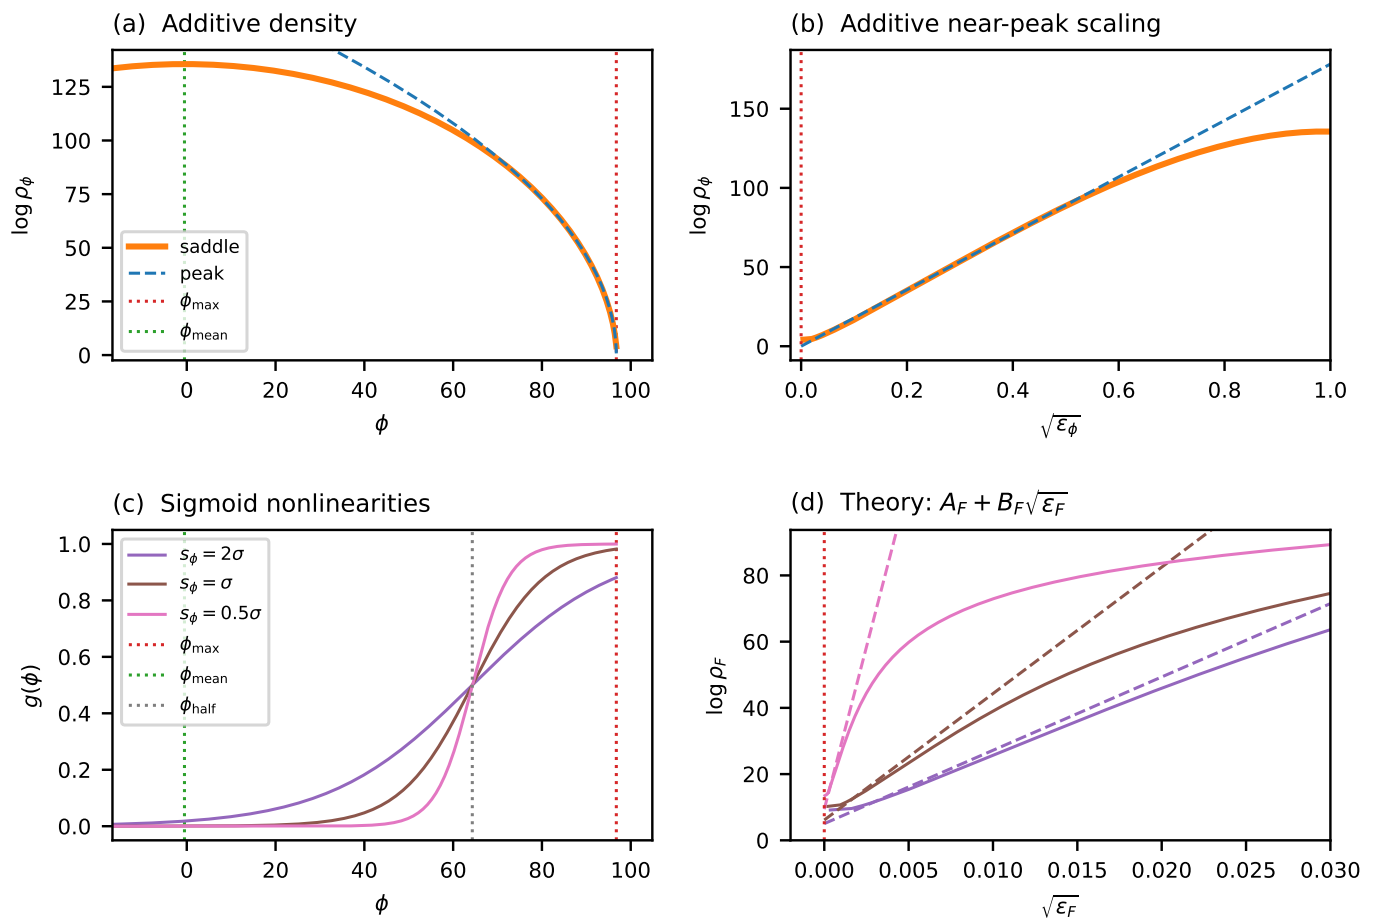 (a) Additive density
log ρ_ϕ
125
100
75
50
25
0
saddle
peak
ϕ_max
ϕ_mean
0 20 40 60 80 100
ϕ
(b) Additive near-peak scaling
log ρ_ϕ
150
100
50
0
0.0 0.2 0.4 0.6 0.8 1.0
√ε_ϕ
(c) Sigmoid nonlinearities
g(ϕ)
1.0
0.8
0.6
0.4
0.2
0.0
s_ϕ = 2σ
s_ϕ = σ
s_ϕ = 0.5σ
ϕ_max
ϕ_mean
ϕ_half
0 20 40 60 80 100
ϕ
(d) Theory: A_F + B_F√ε_F
log ρ_F
80
60
40
20
0
0.000 0.005 0.010 0.015 0.020 0.025 0.030
√ε_F